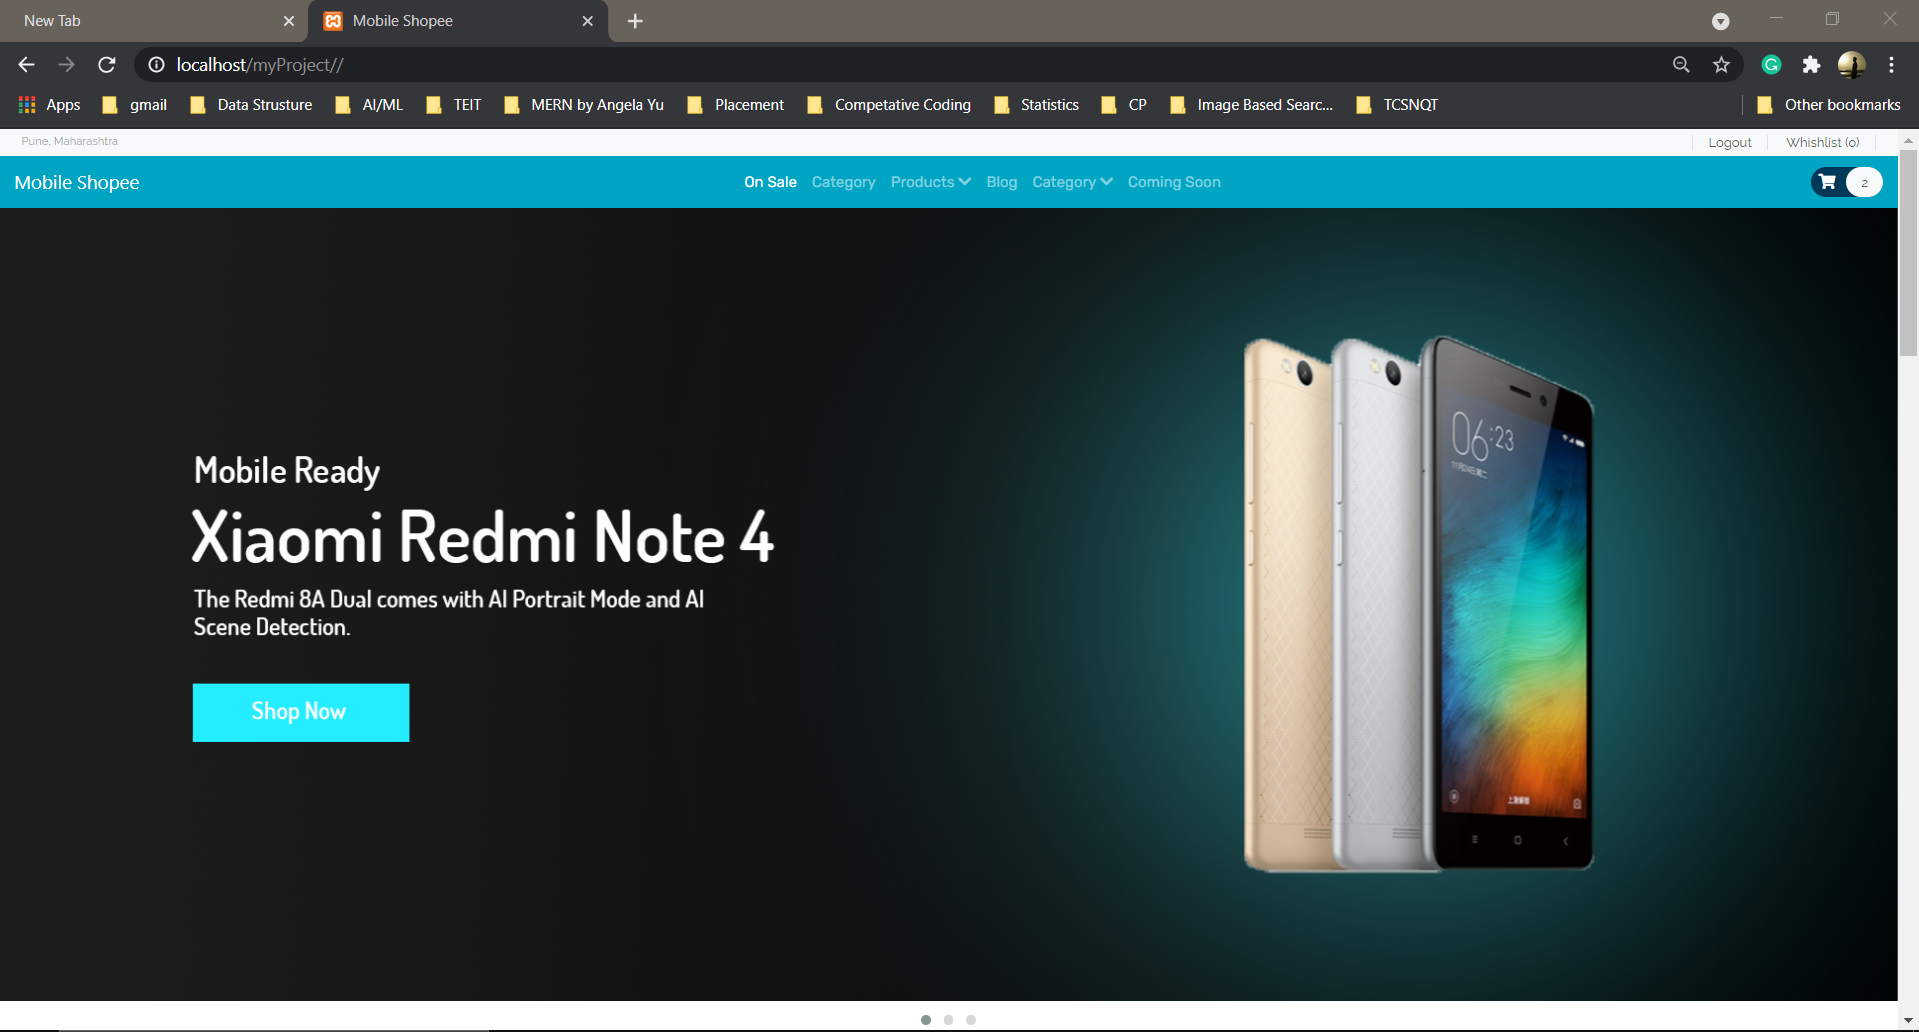 New Tab
Mobile Shopee
localhost/myProject//
Apps
gmail
Data Strusture
AI/ML
TEIT
MERN by Angela Yu
Placement
Competative Coding
Statistics
CP
Image Based Searc...
TCSNQT
Other bookmarks
Pune, Maharashtra
Logout
Whishlist (0)
Mobile Shopee
On Sale
Category
Products
Blog
Category
Coming Soon
2
Mobile Ready
Xiaomi Redmi Note 4
The Redmi 8A Dual comes with AI Portrait Mode and AI
Scene Detection.
Shop Now
06:23